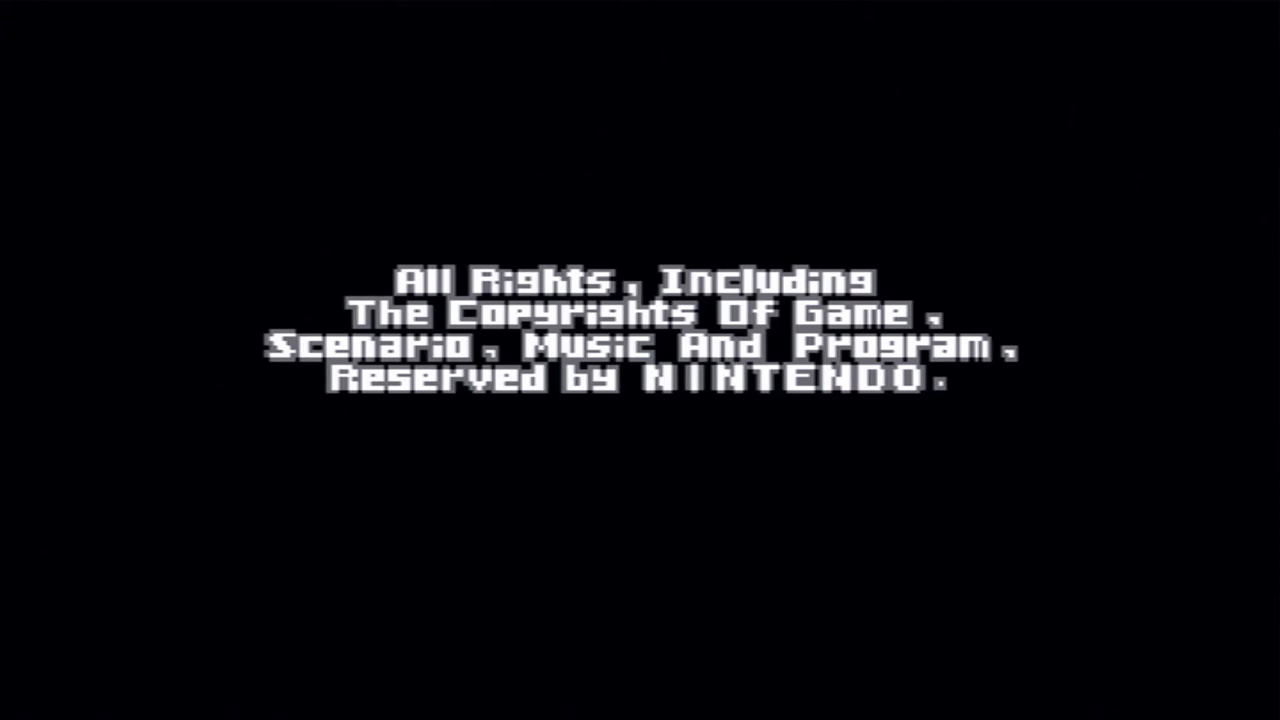 All Rights, Including
The Copyrights Of Game,
Scenario, Music And Program,
Reserved by NINTENDO.